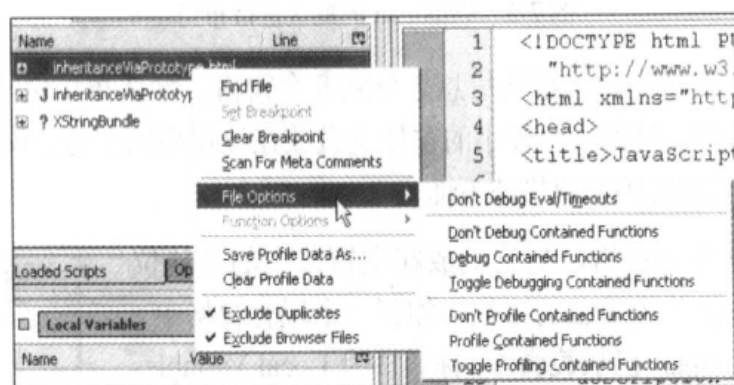 Name Line
inheritanceViaPrototype.html
J inheritanceViaPrototyp
? XStringBundle
Find File
Set Breakpoint
Clear Breakpoint
Scan For Meta Comments
File Options
Function Options
Save Profile Data As...
Clear Profile Data
Exclude Duplicates
Exclude Browser Files
Don't Debug Eval/Timeouts
Don't Debug Contained Functions
Debug Contained Functions
Toggle Debugging Contained Functions
Don't Profile Contained Functions
Profile Contained Functions
Toggle Profiling Contained Functions
Loaded Scripts Op
Local Variables
Name Value
1 <!DOCTYPE html PU
2 "http://www.w3.
3 <html xmlns="http
4 <head>
5 <title>JavaScript